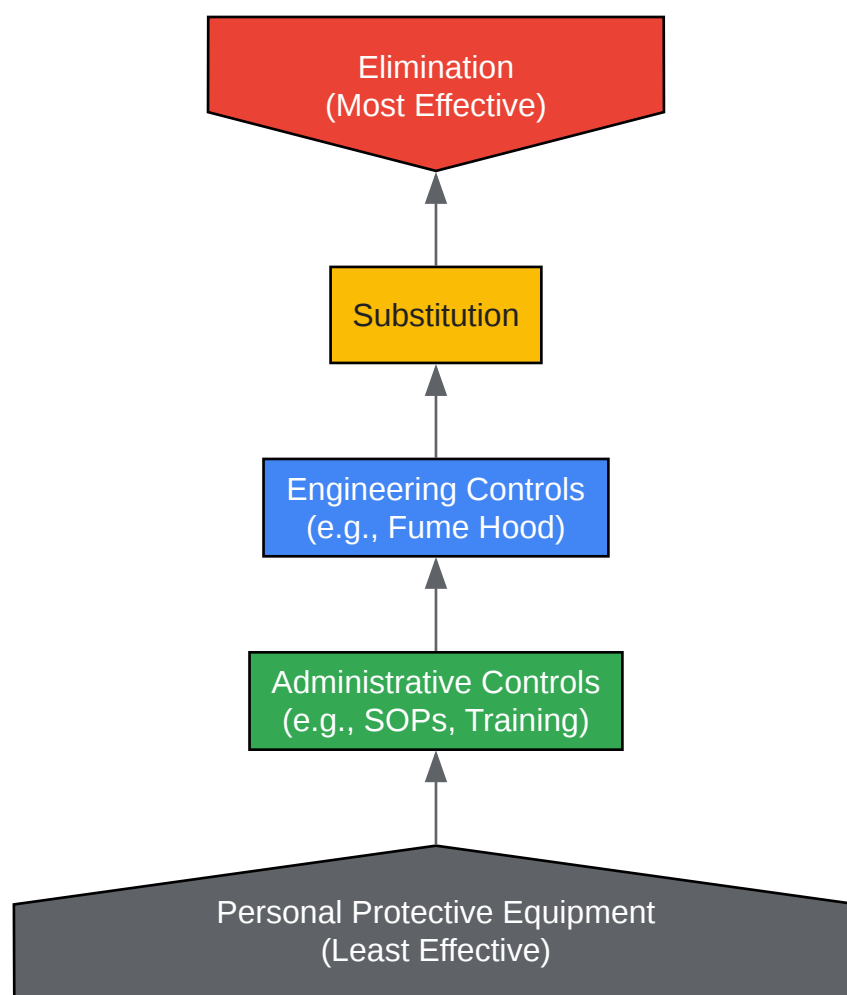 Elimination
(Most Effective)
Substitution
Engineering Controls
(e.g., Fume Hood)
Administrative Controls
(e.g., SOPs, Training)
Personal Protective Equipment
(Least Effective)